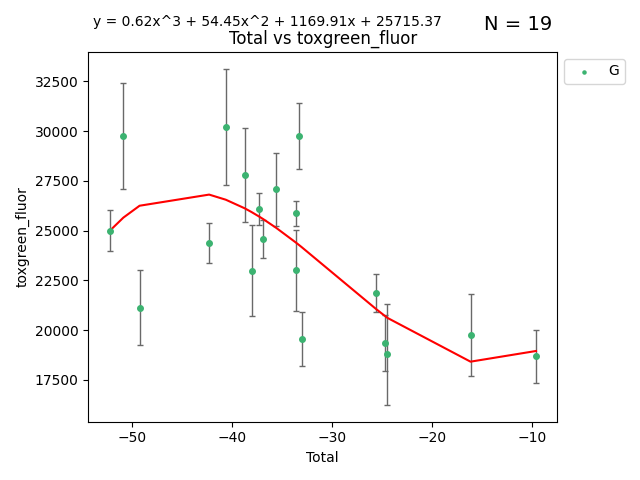 y = 0.62x^3 + 54.45x^2 + 1169.91x + 25715.37
N = 19
Total vs toxgreen_fluor
G
32500
30000
27500
25000
22500
20000
17500
toxgreen_fluor
−50
−40
−30
−20
−10
Total